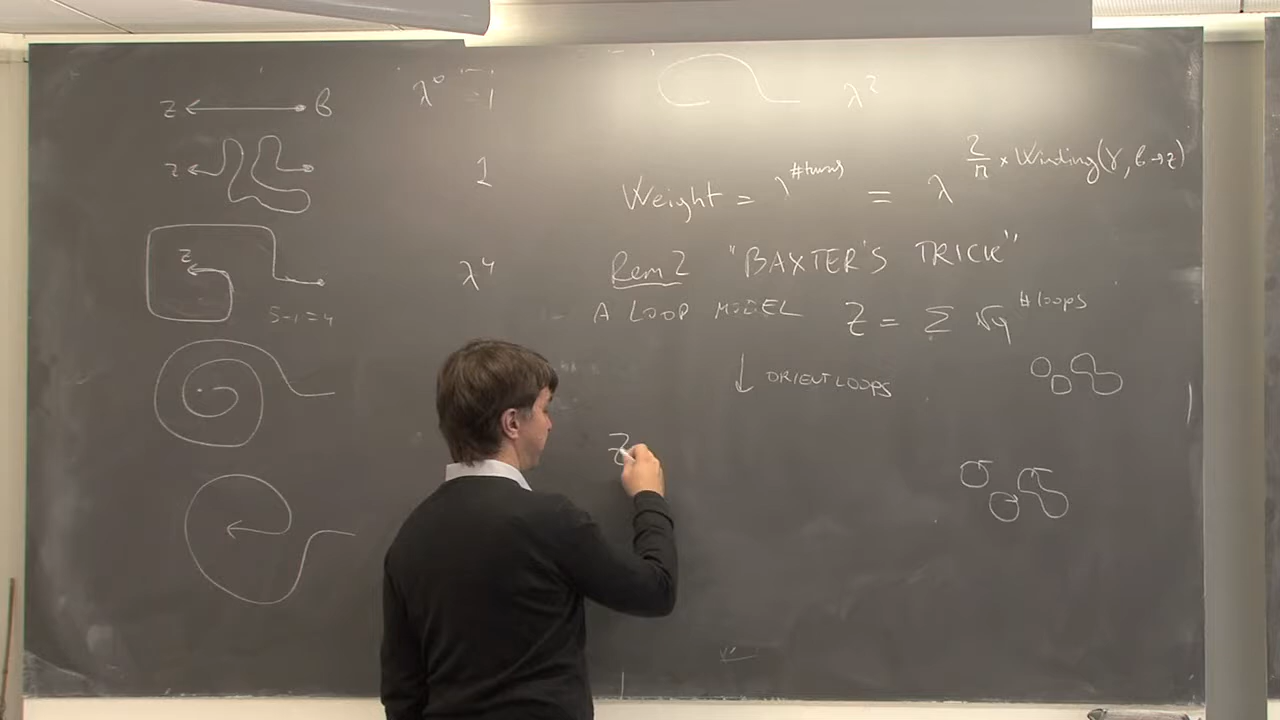 z b λ⁰ = 1 λ²
z 1
Weight = λ^#turns = λ^(2/π × Winding(γ, b→z))
z λ⁴
5-1=4
Rem 2 "BAXTER'S TRICK"
A LOOP MODEL Z = Σ √q^#loops
↓ ORIENT LOOPS
Z